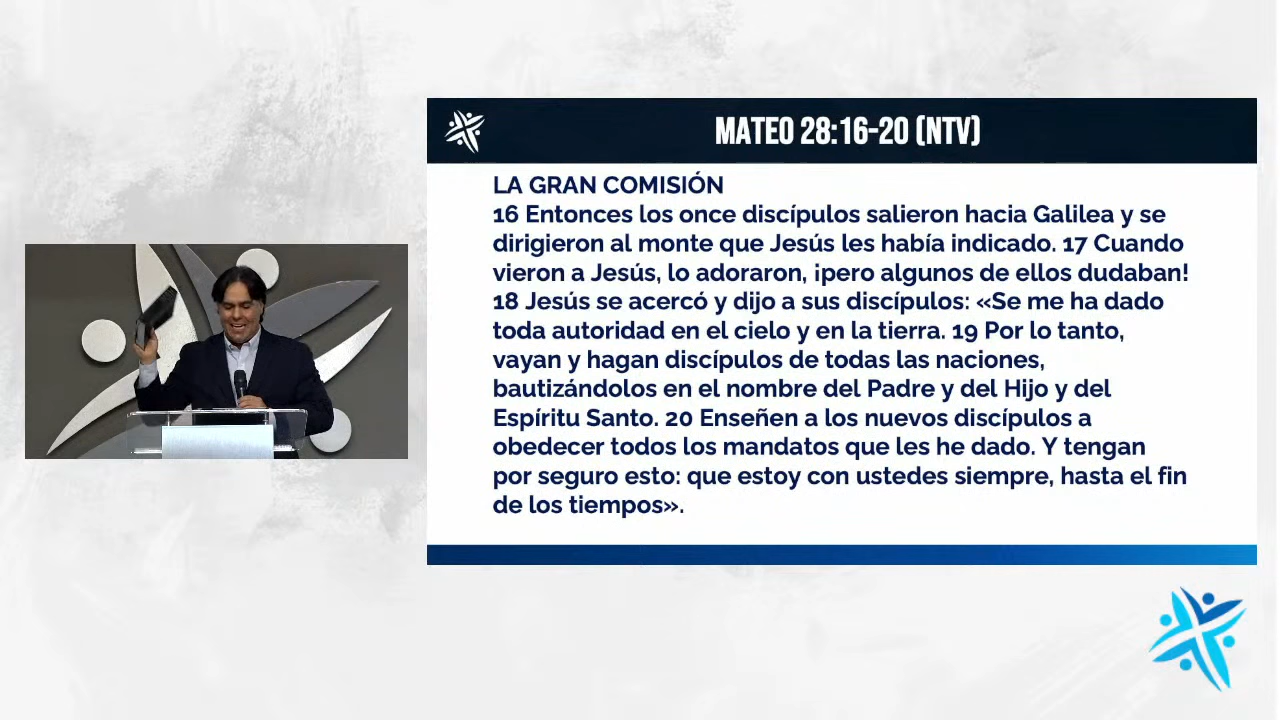 MATEO 28:16-20 (NTV)
LA GRAN COMISIÓN
16 Entonces los once discípulos salieron hacia Galilea y se
dirigieron al monte que Jesús les había indicado. 17 Cuando
vieron a Jesús, lo adoraron, ¡pero algunos de ellos dudaban!
18 Jesús se acercó y dijo a sus discípulos: «Se me ha dado
toda autoridad en el cielo y en la tierra. 19 Por lo tanto,
vayan y hagan discípulos de todas las naciones,
bautizándolos en el nombre del Padre y del Hijo y del
Espíritu Santo. 20 Enseñen a los nuevos discípulos a
obedecer todos los mandatos que les he dado. Y tengan
por seguro esto: que estoy con ustedes siempre, hasta el fin
de los tiempos».